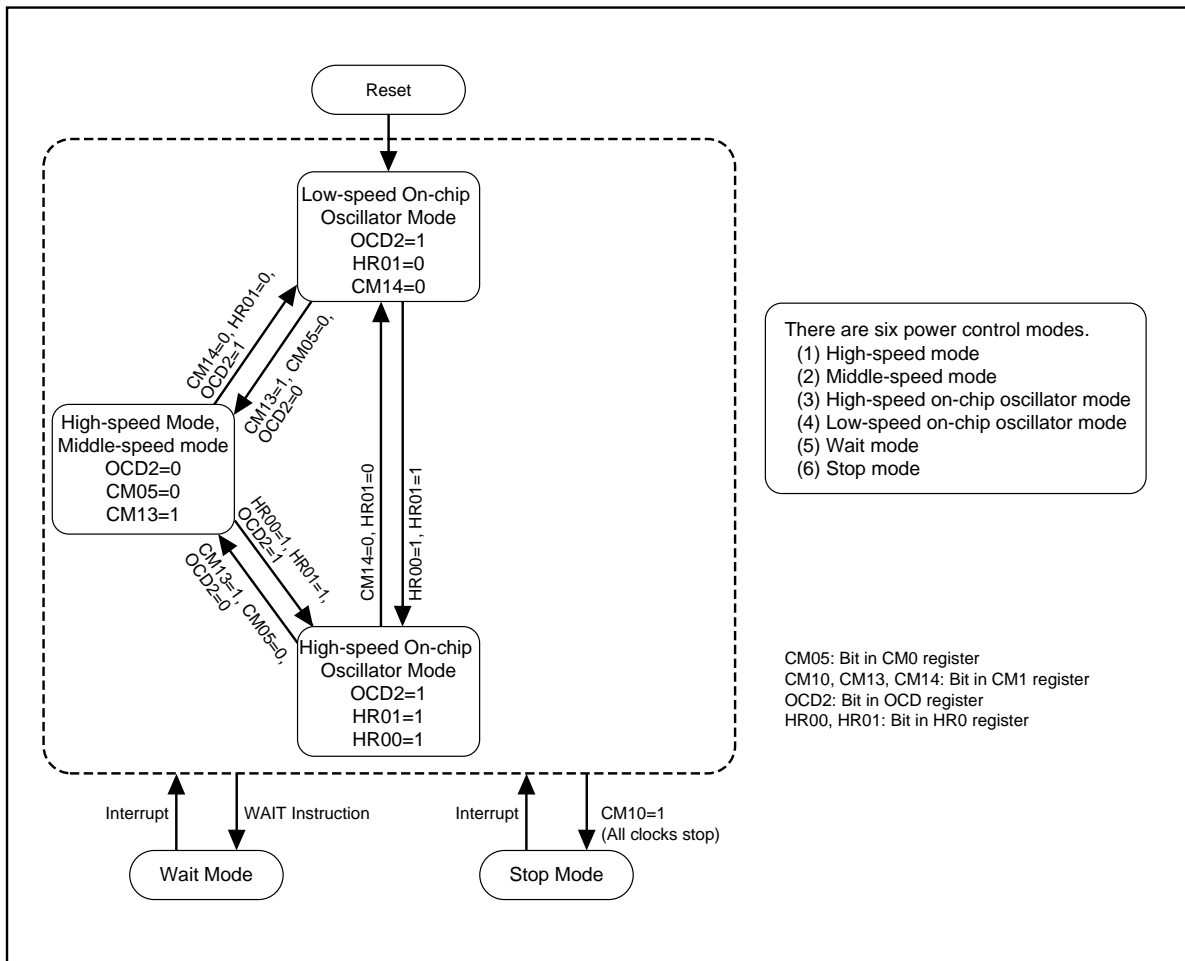 Reset
Low-speed On-chip
Oscillator Mode
OCD2=1
HR01=0
CM14=0
CM14=0, HR01=0,
OCD2=1
CM13=1, CM05=0,
OCD2=0
High-speed Mode,
Middle-speed mode
OCD2=0
CM05=0
CM13=1
HR00=1, HR01=1,
OCD2=1
CM13=1, CM05=0,
OCD2=0
CM14=0, HR01=0
HR00=1, HR01=1
High-speed On-chip
Oscillator Mode
OCD2=1
HR01=1
HR00=1
There are six power control modes.
(1) High-speed mode
(2) Middle-speed mode
(3) High-speed on-chip oscillator mode
(4) Low-speed on-chip oscillator mode
(5) Wait mode
(6) Stop mode
CM05: Bit in CM0 register
CM10, CM13, CM14: Bit in CM1 register
OCD2: Bit in OCD register
HR00, HR01: Bit in HR0 register
Interrupt
WAIT Instruction
Interrupt
CM10=1
(All clocks stop)
Wait Mode
Stop Mode